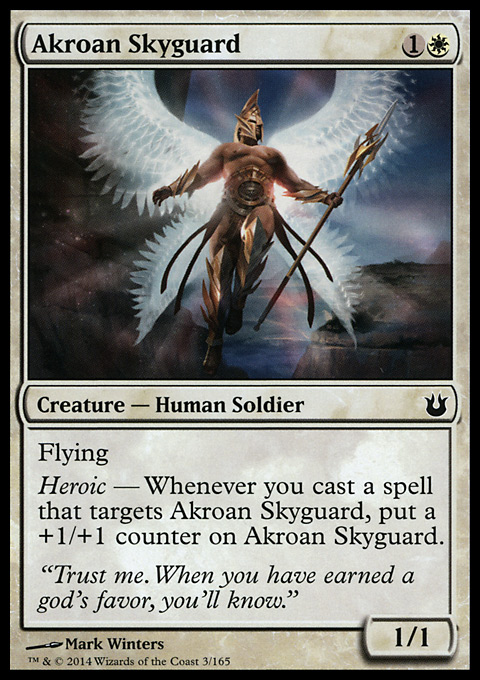 Akroan Skyguard 1
Creature — Human Soldier
Flying
Heroic — Whenever you cast a spell
that targets Akroan Skyguard, put a
+1/+1 counter on Akroan Skyguard.
“Trust me. When you have earned a
god’s favor, you’ll know.”
Mark Winters
1/1
™ & © 2014 Wizards of the Coast 3/165